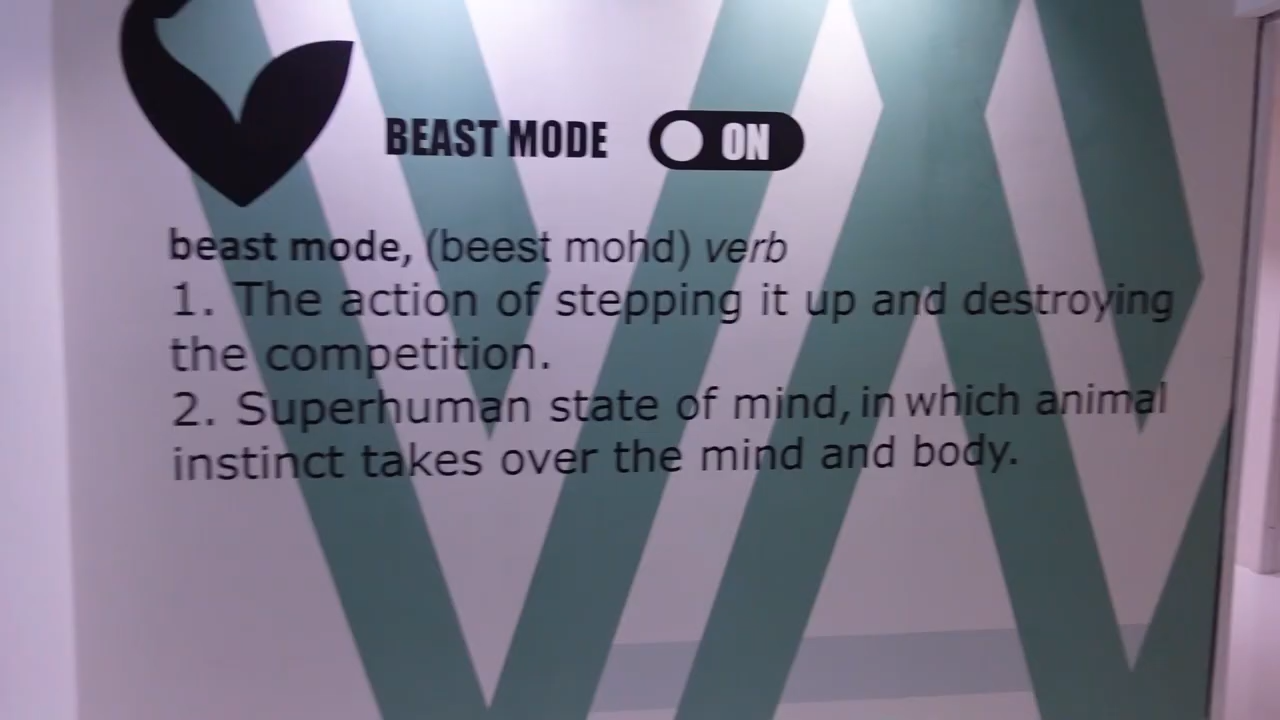 BEAST MODE ON
beast mode, (beest mohd) verb
1. The action of stepping it up and destroying
the competition.
2. Superhuman state of mind, in which animal
instinct takes over the mind and body.